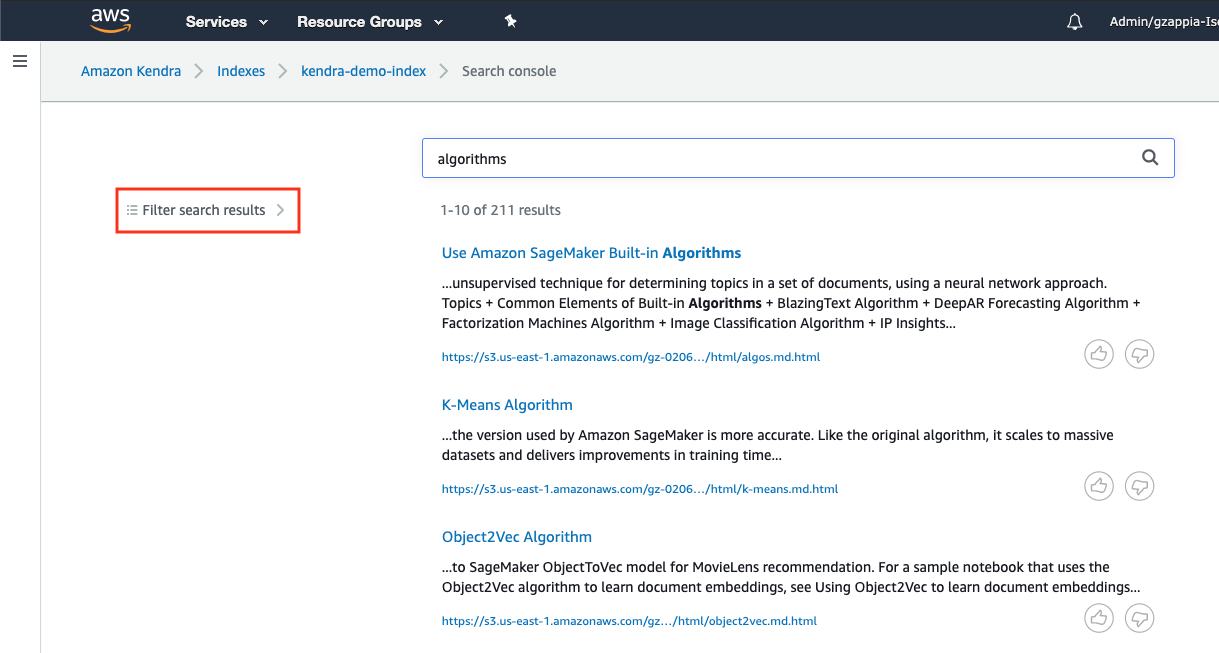 aws Services Resource Groups Admin/gzappia-Ise
Amazon Kendra Indexes kendra-demo-index Search console
algorithms
Filter search results
1-10 of 211 results
Use Amazon SageMaker Built-in Algorithms
...unsupervised technique for determining topics in a set of documents, using a neural network approach.
Topics + Common Elements of Built-in Algorithms + BlazingText Algorithm + DeepAR Forecasting Algorithm +
Factorization Machines Algorithm + Image Classification Algorithm + IP Insights...
https://s3.us-east-1.amazonaws.com/gz-0206.../html/algos.md.html
K-Means Algorithm
...the version used by Amazon SageMaker is more accurate. Like the original algorithm, it scales to massive
datasets and delivers improvements in training time...
https://s3.us-east-1.amazonaws.com/gz-0206.../html/k-means.md.html
Object2Vec Algorithm
...to SageMaker ObjectToVec model for MovieLens recommendation. For a sample notebook that uses the
Object2Vec algorithm to learn document embeddings, see Using Object2Vec to learn document embeddings...
https://s3.us-east-1.amazonaws.com/gz.../html/object2vec.md.html